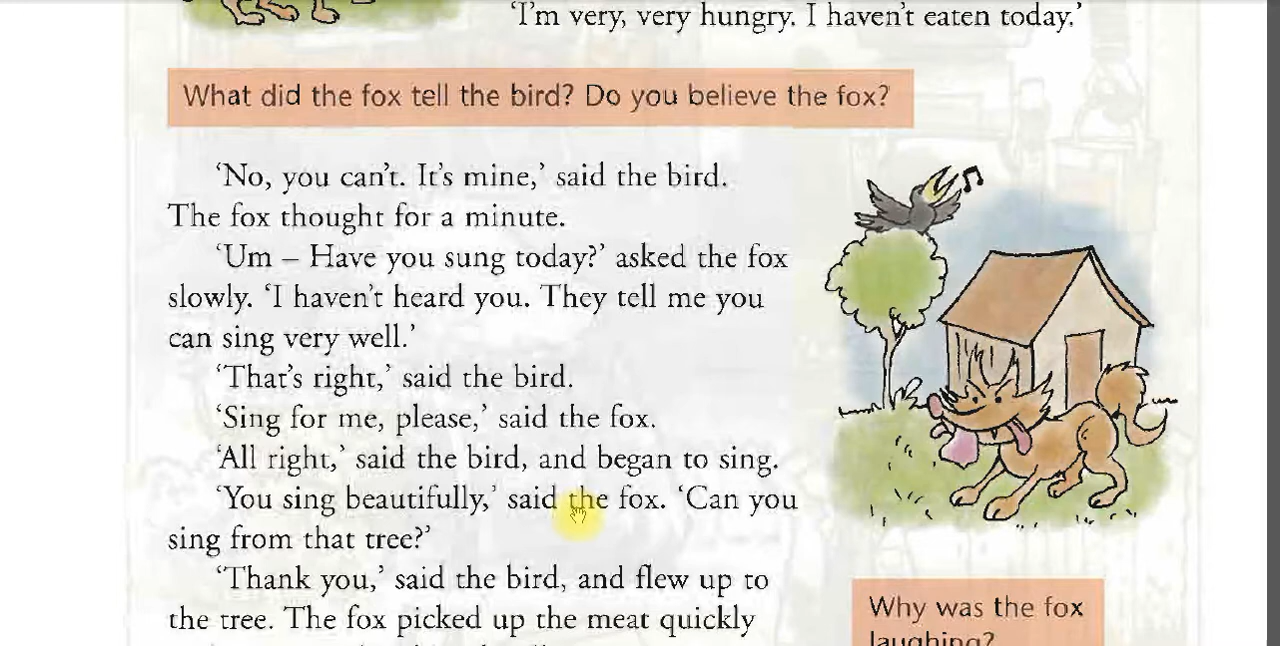 ‘I'm very, very hungry. I haven't eaten today.’
What did the fox tell the bird? Do you believe the fox?
‘No, you can't. It's mine,’ said the bird.
The fox thought for a minute.
‘Um – Have you sung today?’ asked the fox
slowly. ‘I haven't heard you. They tell me you
can sing very well.’
‘That's right,’ said the bird.
‘Sing for me, please,’ said the fox.
‘All right,’ said the bird, and began to sing.
‘You sing beautifully,’ said the fox. ‘Can you
sing from that tree?’
‘Thank you,’ said the bird, and flew up to
the tree. The fox picked up the meat quickly
Why was the fox
laughing?